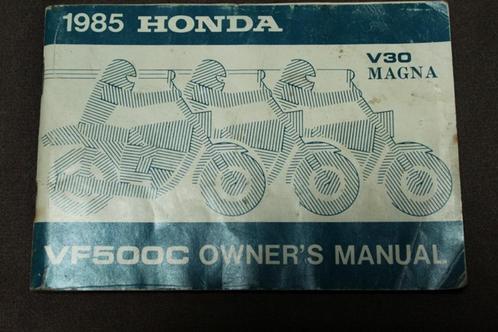 1985 HONDA
V30
MAGNA
VF500C OWNER'S MANUAL